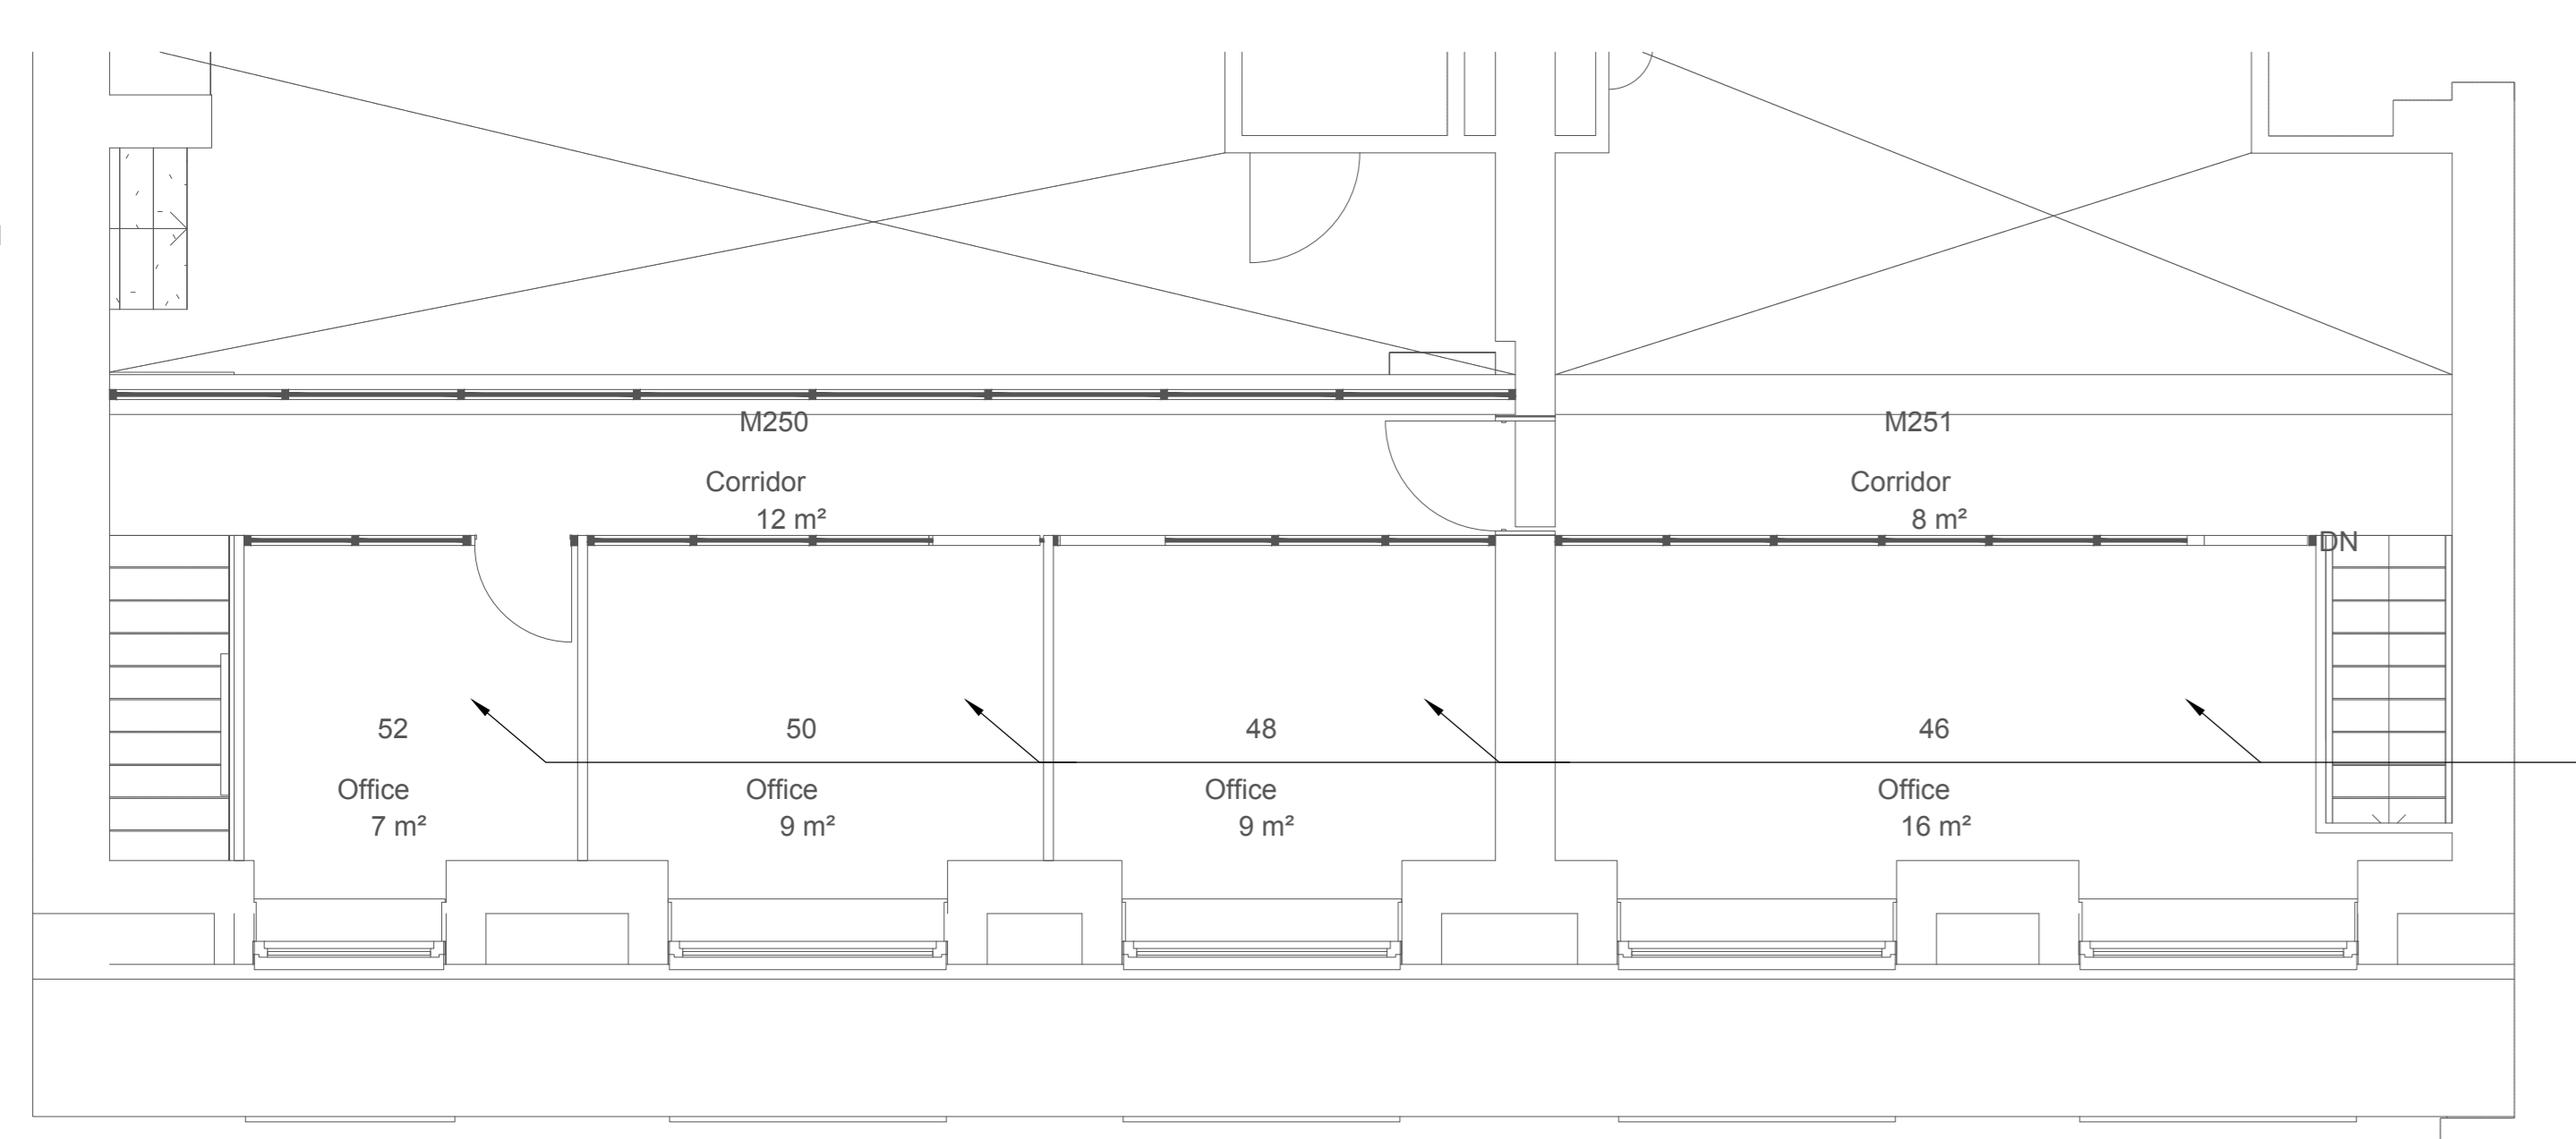 M250
Corridor
12 m²
M251
Corridor
8 m²
DN
52
Office
7 m²
50
Office
9 m²
48
Office
9 m²
46
Office
16 m²